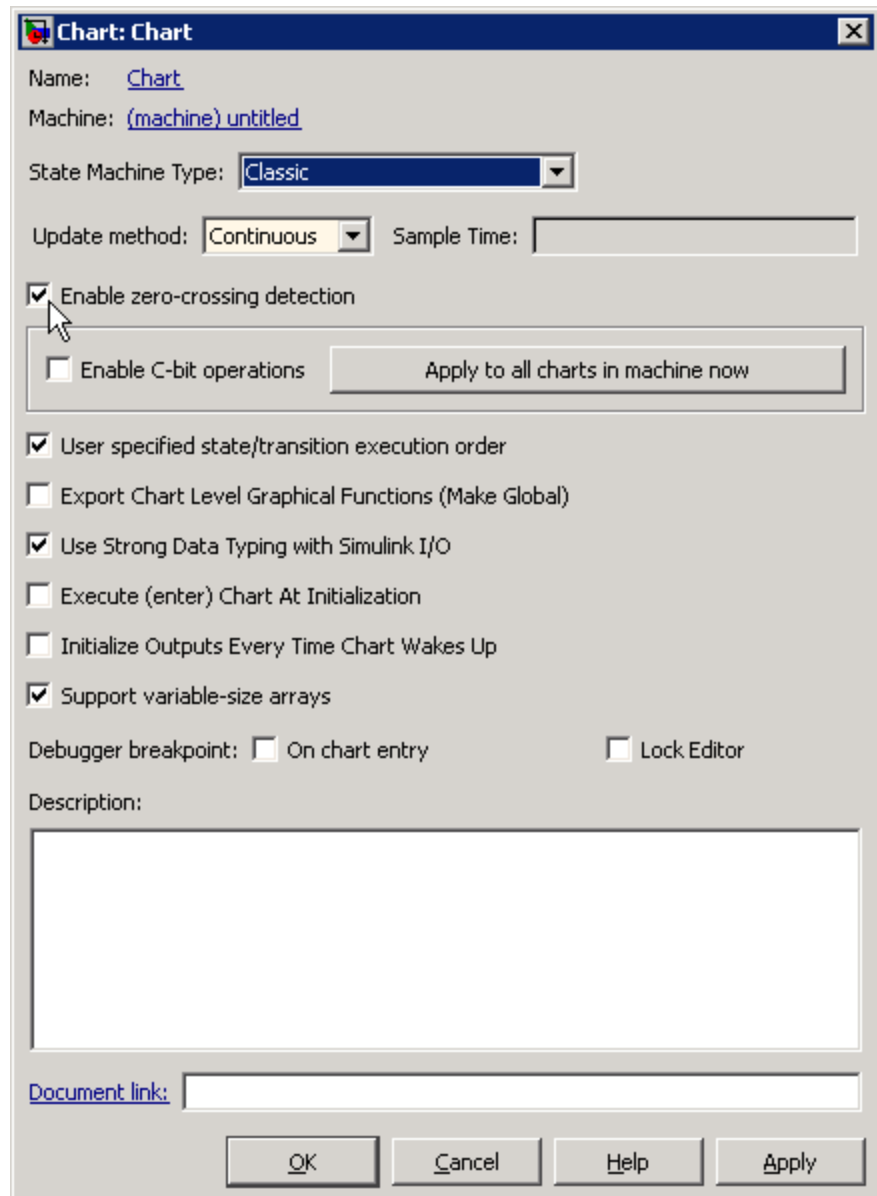 Chart: Chart
Name: Chart
Machine: (machine) untitled
State Machine Type: Classic
Update method: Continuous Sample Time:
Enable zero-crossing detection
Enable C-bit operations Apply to all charts in machine now
User specified state/transition execution order
Export Chart Level Graphical Functions (Make Global)
Use Strong Data Typing with Simulink I/O
Execute (enter) Chart At Initialization
Initialize Outputs Every Time Chart Wakes Up
Support variable-size arrays
Debugger breakpoint: On chart entry Lock Editor
Description:
Document link:
OK Cancel Help Apply